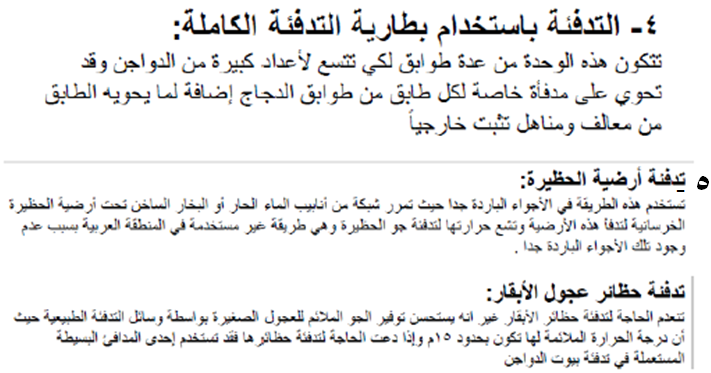 ٤- التدفئة باستخدام بطارية التدفئة الكاملة:
تتكون هذه الوحدة من عدة طوابق لكي تتسع لأعداد كبيرة من الدواجن وقد
تحوي على مدفأة خاصة لكل طابق من طوابق الدجاج إضافة لما يحويه الطابق
من معالف ومناهل تثبت خارجياً
٥ - تدفئة أرضية الحظيرة:
تستخدم هذه الطريقة في الأجواء الباردة جدا حيث تمرر شبكة من أنابيب الماء الحار أو البخار الساخن تحت أرضية الحظيرة
الخرسانية لتدفأ هذه الأرضية وتشع حرارتها لتدفئة جو الحظيرة وهي طريقة غير مستخدمة في المنطقة العربية بسبب عدم
وجود تلك الأجواء الباردة جدا .
تدفئة حظائر عجول الأبقار:
تنعدم الحاجة لتدفئة حظائر الأبقار غير انه يستحسن توفير الجو الملائم للعجول الصغيرة بواسطة وسائل التدفئة الطبيعية حيث
أن درجة الحرارة الملائمة لها تكون بحدود ١٥م وإذا دعت الحاجة لتدفئة حظائرها فقد تستخدم إحدى المدافئ البسيطة
المستعملة في تدفئة بيوت الدواجن